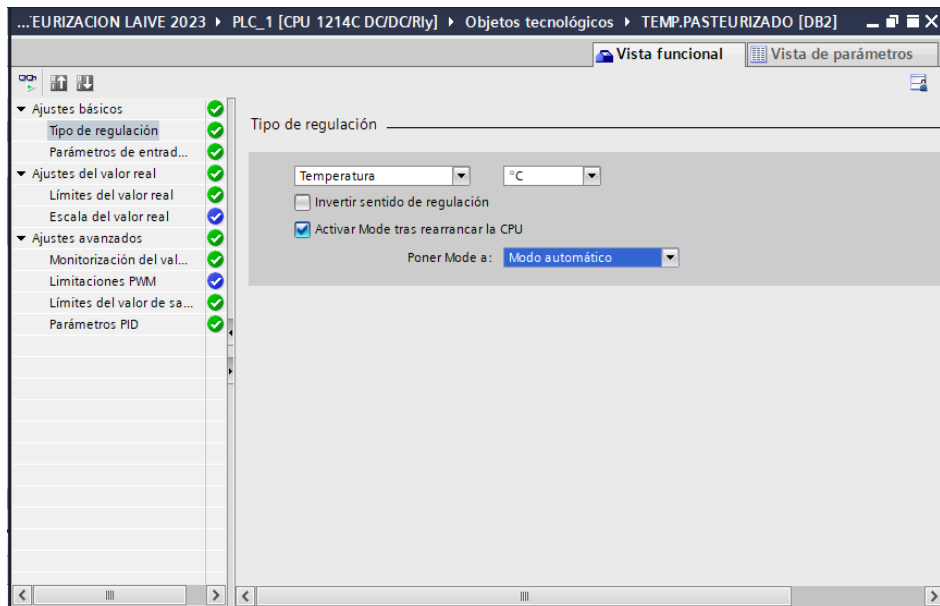 ...'EURIZACION LAIVE 2023 ▸ PLC_1 [CPU 1214C DC/DC/Rly] ▸ Objetos tecnológicos ▸ TEMP.PASTEURIZADO [DB2]
Vista funcional
Vista de parámetros
Ajustes básicos
Tipo de regulación
Parámetros de entrad...
Ajustes del valor real
Límites del valor real
Escala del valor real
Ajustes avanzados
Monitorización del val...
Limitaciones PWM
Límites del valor de sa...
Parámetros PID
Tipo de regulación
Temperatura
°C
Invertir sentido de regulación
Activar Mode tras rearrancar la CPU
Poner Mode a: Modo automático